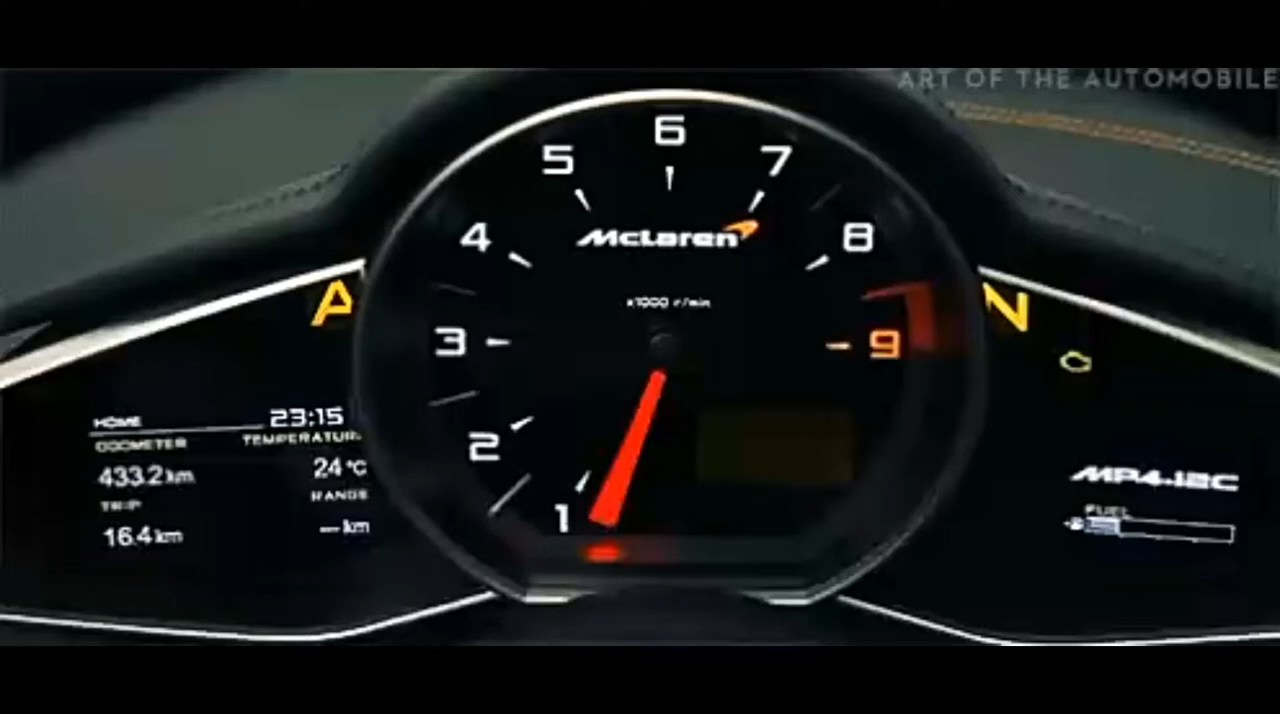 ART OF THE AUTOMOBILE
6
5 7
4 8
McLaren
x1000 r/min
A N
3 9
HOME 23:15
ODOMETER TEMPERATURE
433.2 km 24 °C
TRIP RANGE
16.4 km -- km
2
1
MP4-12C
FUEL